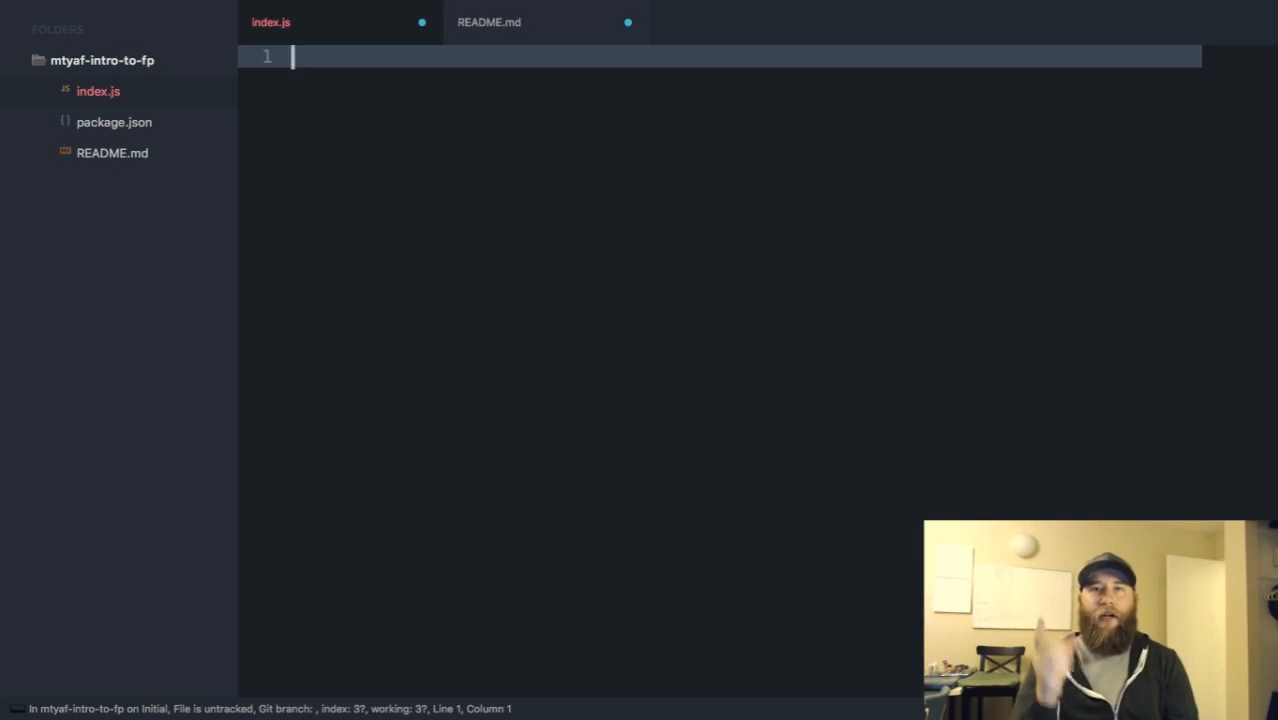 FOLDERS
mtyaf-intro-to-fp
index.js
package.json
README.md
index.js
README.md
1
In mtyaf-intro-to-fp on Initial, File is untracked, Git branch: , index: 3?, working: 3?, Line 1, Column 1